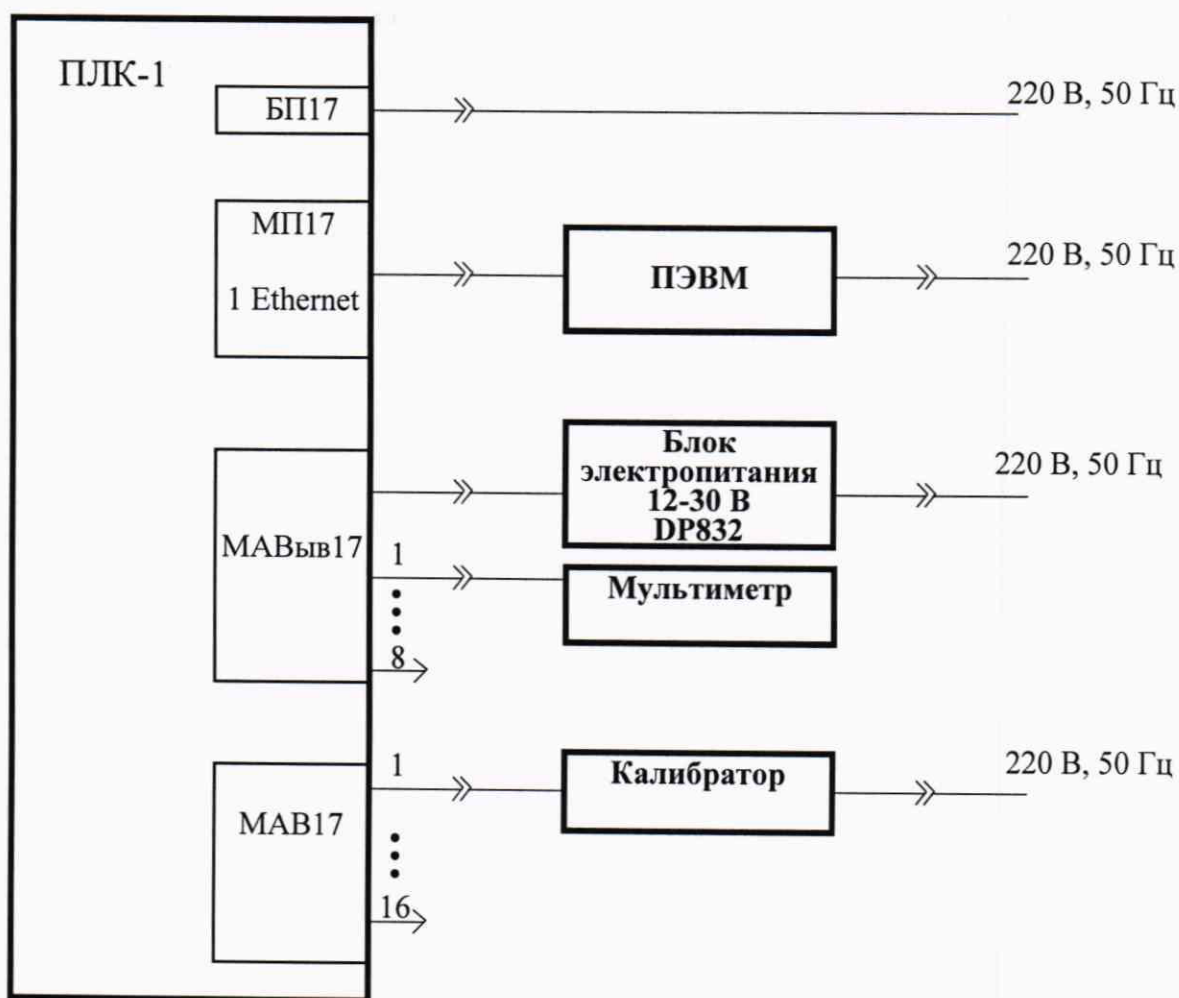 ПЛК-1
БП17
220 В, 50 Гц
МП17
1 Ethernet
ПЭВМ
220 В, 50 Гц
МАВыв17
Блок
электропитания
12-30 В
DP832
220 В, 50 Гц
1
Мультиметр
8
МАВ17
1
Калибратор
220 В, 50 Гц
16